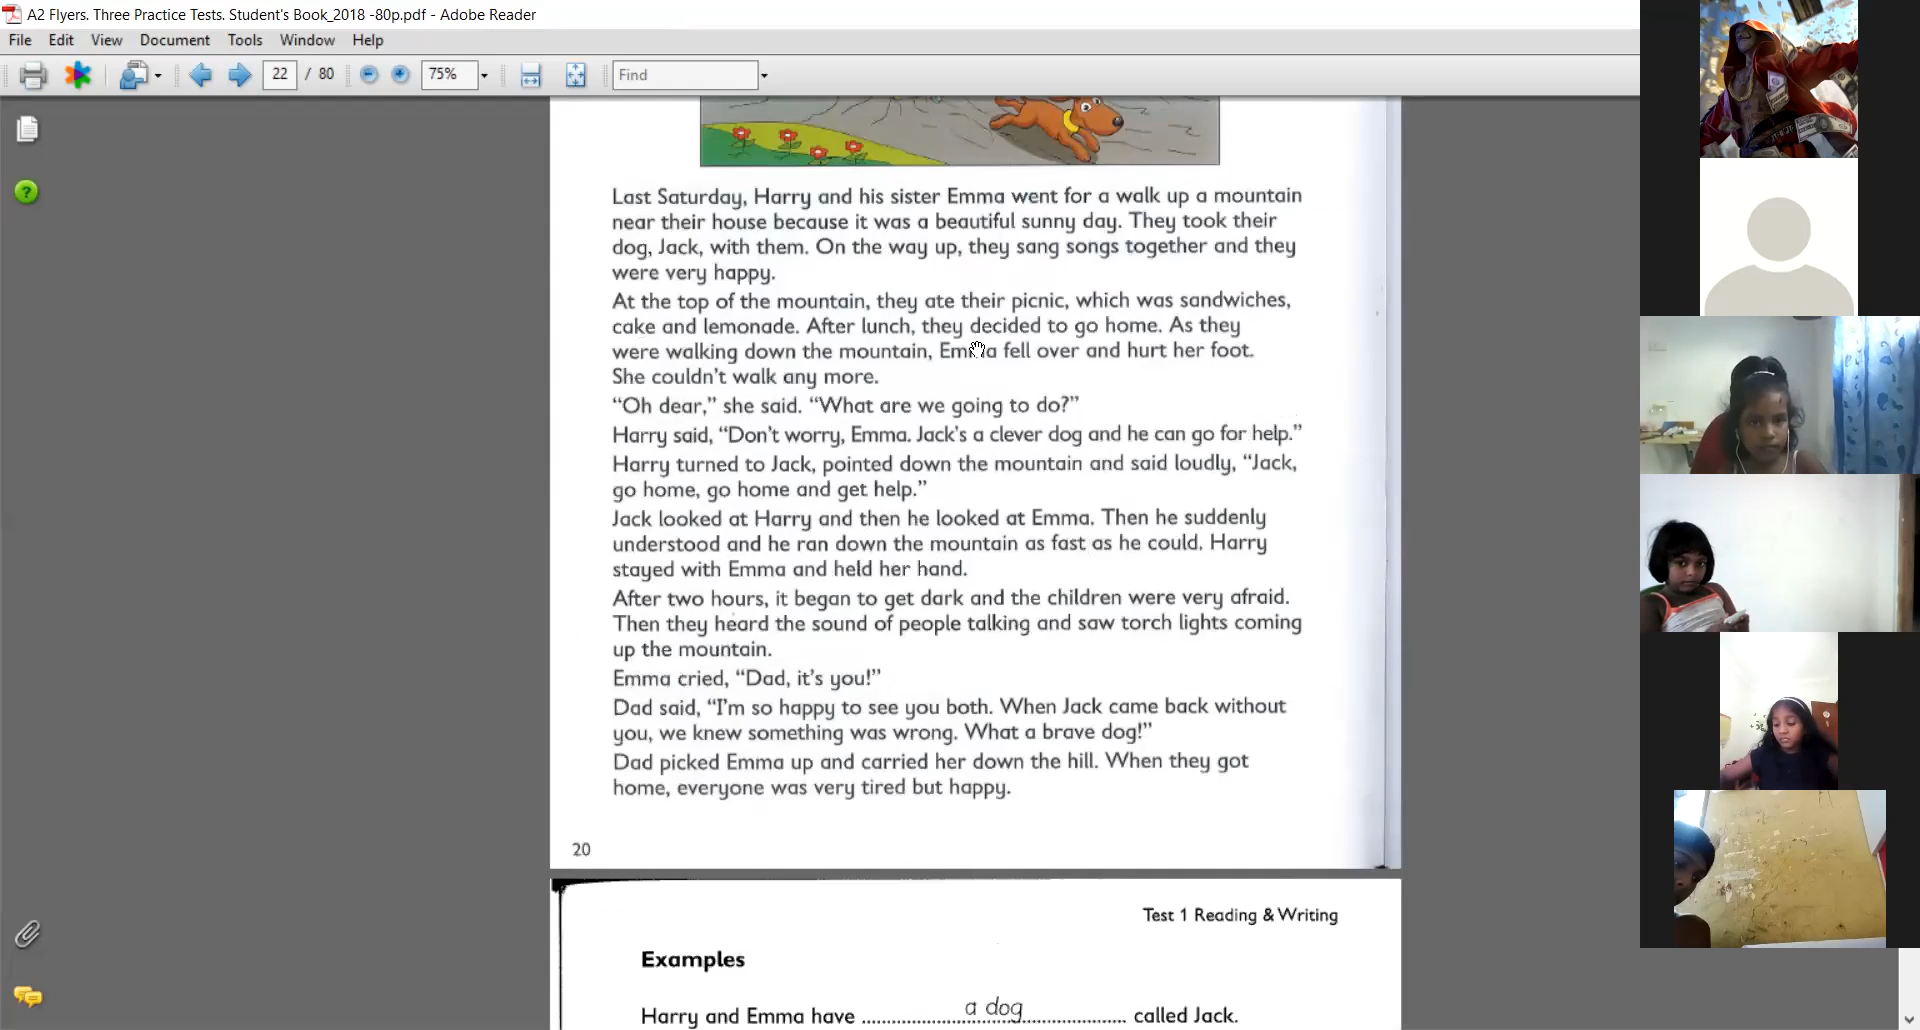 A2 Flyers. Three Practice Tests. Student's Book_2018 -80p.pdf - Adobe Reader
File Edit View Document Tools Window Help
22 / 80 75% Find
Last Saturday, Harry and his sister Emma went for a walk up a mountain
near their house because it was a beautiful sunny day. They took their
dog, Jack, with them. On the way up, they sang songs together and they
were very happy.
At the top of the mountain, they ate their picnic, which was sandwiches,
cake and lemonade. After lunch, they decided to go home. As they
were walking down the mountain, Emma fell over and hurt her foot.
She couldn't walk any more.
“Oh dear,” she said. “What are we going to do?”
Harry said, “Don't worry, Emma. Jack's a clever dog and he can go for help.”
Harry turned to Jack, pointed down the mountain and said loudly, “Jack,
go home, go home and get help.”
Jack looked at Harry and then he looked at Emma. Then he suddenly
understood and he ran down the mountain as fast as he could. Harry
stayed with Emma and held her hand.
After two hours, it began to get dark and the children were very afraid.
Then they heard the sound of people talking and saw torch lights coming
up the mountain.
Emma cried, “Dad, it's you!”
Dad said, “I'm so happy to see you both. When Jack came back without
you, we knew something was wrong. What a brave dog!”
Dad picked Emma up and carried her down the hill. When they got
home, everyone was very tired but happy.
20
Test 1 Reading & Writing
Examples
Harry and Emma have ........ a dog ........ called Jack.